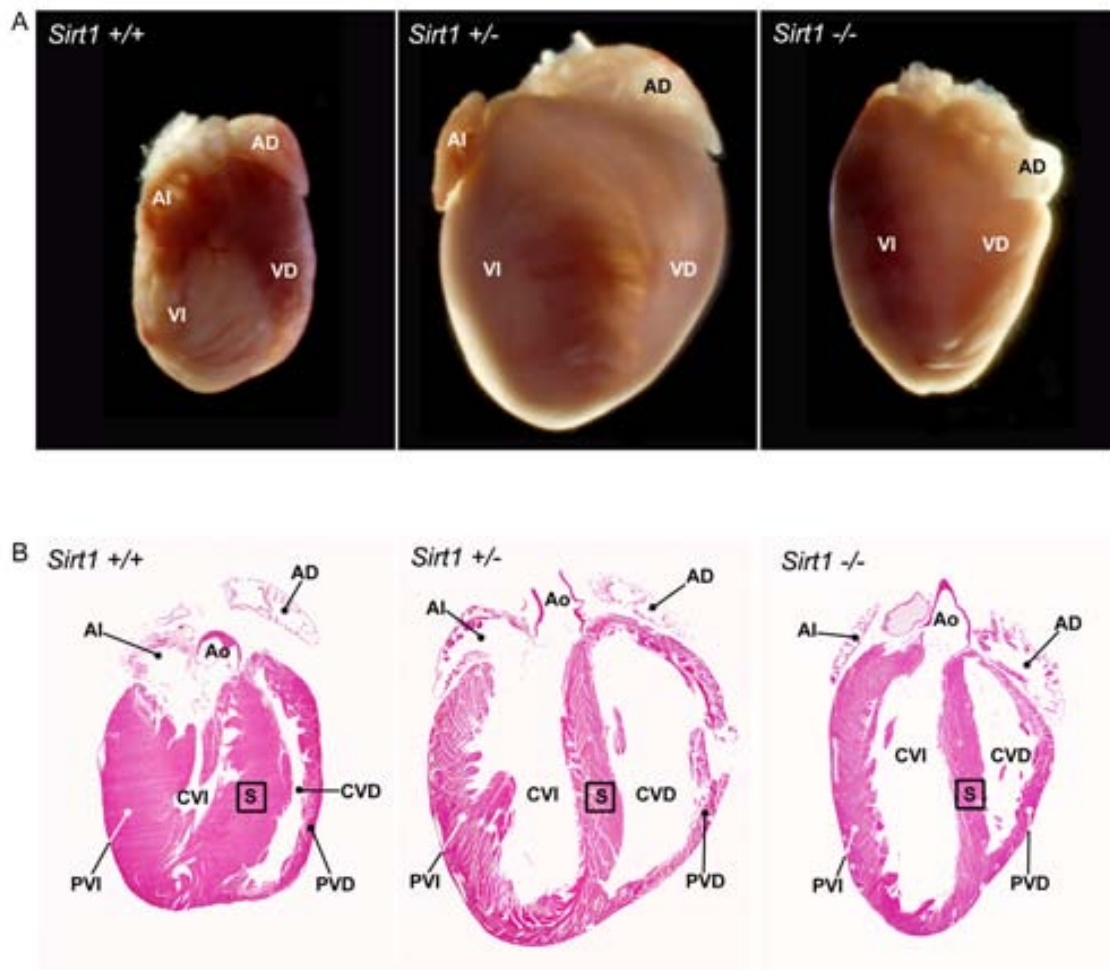 A
Sirt1 +/+
Sirt1 +/-
Sirt1 -/-
AD
AI
VD
VI
AD
AI
VI
VD
AD
VI
VD
B
Sirt1 +/+
Sirt1 +/-
Sirt1 -/-
AD
AI
Ao
CVI
S
CVD
PVI
PVD
AD
AI
Ao
CVI
S
CVD
PVI
PVD
Ao
AI
AD
CVI
CVD
S
PVI
PVD